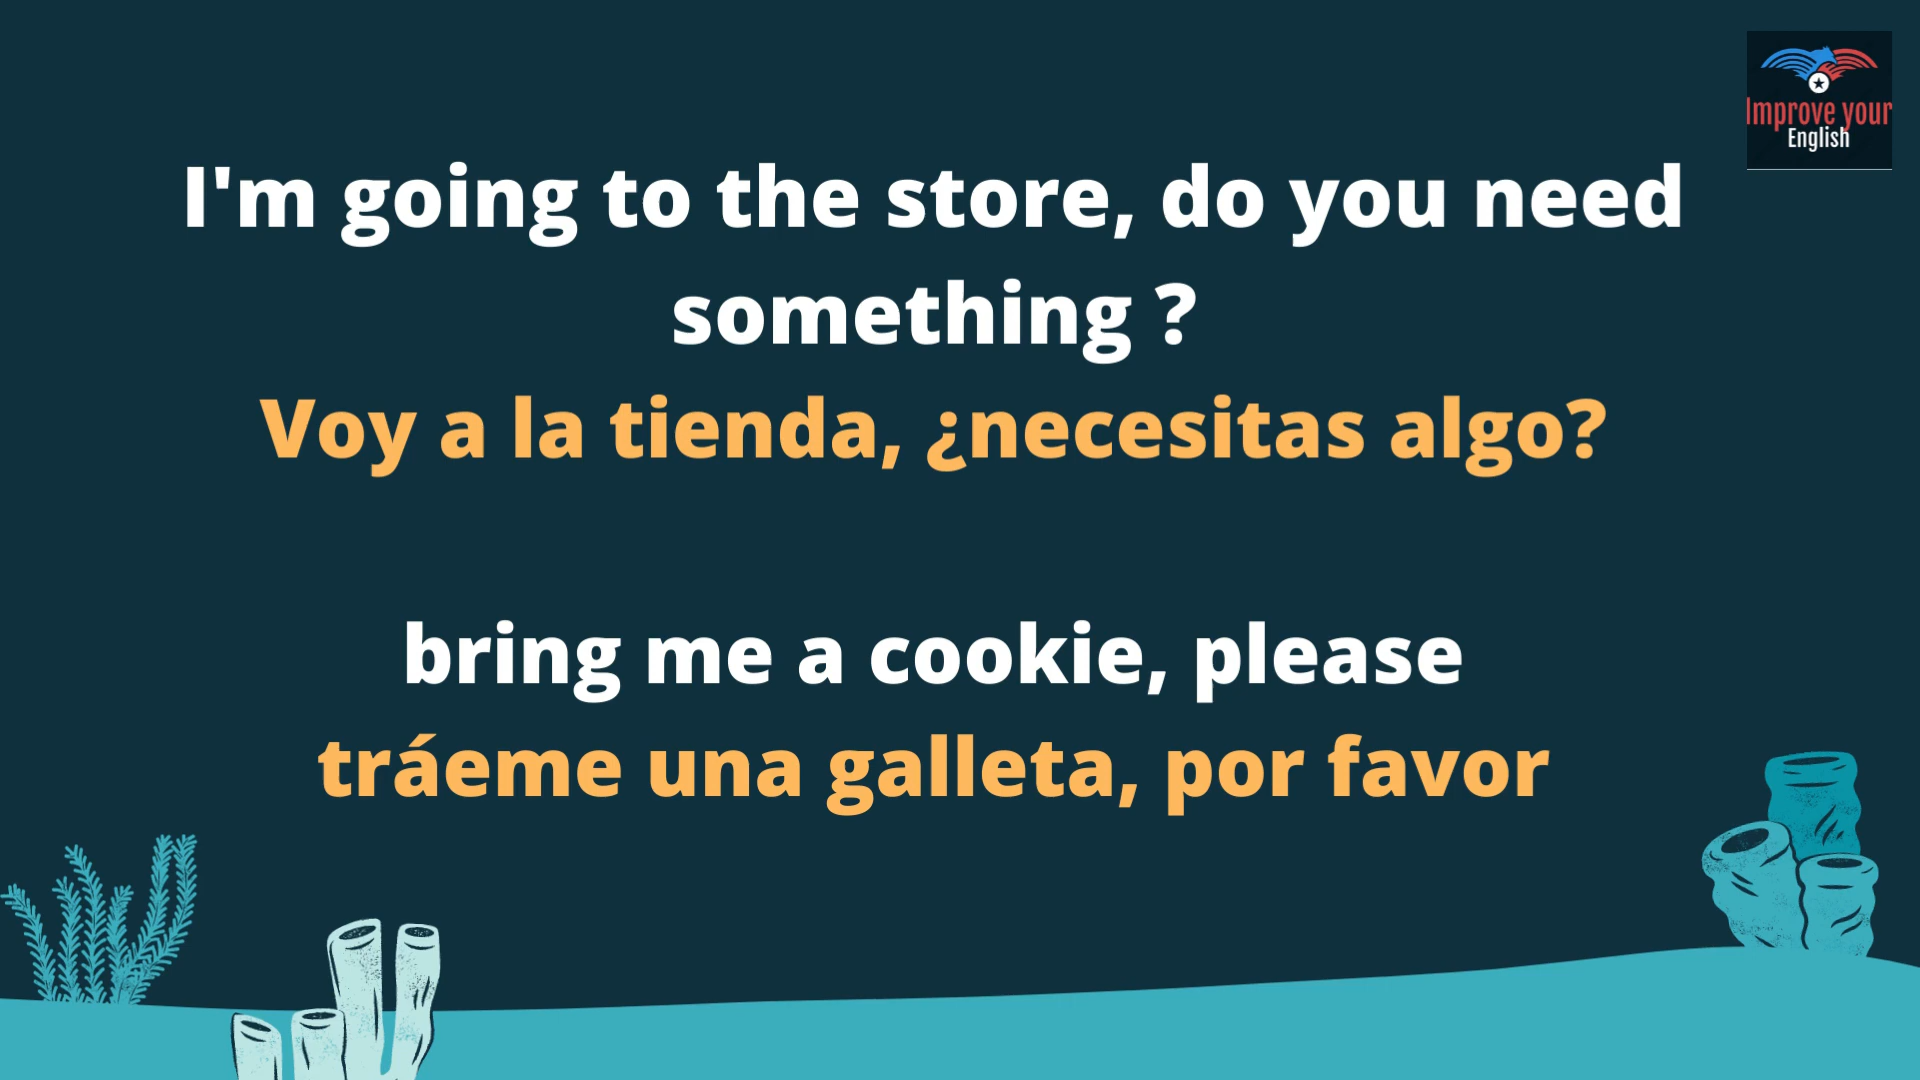 Improve your
English
I'm going to the store, do you need
something ?
Voy a la tienda, ¿necesitas algo?
bring me a cookie, please
tráeme una galleta, por favor